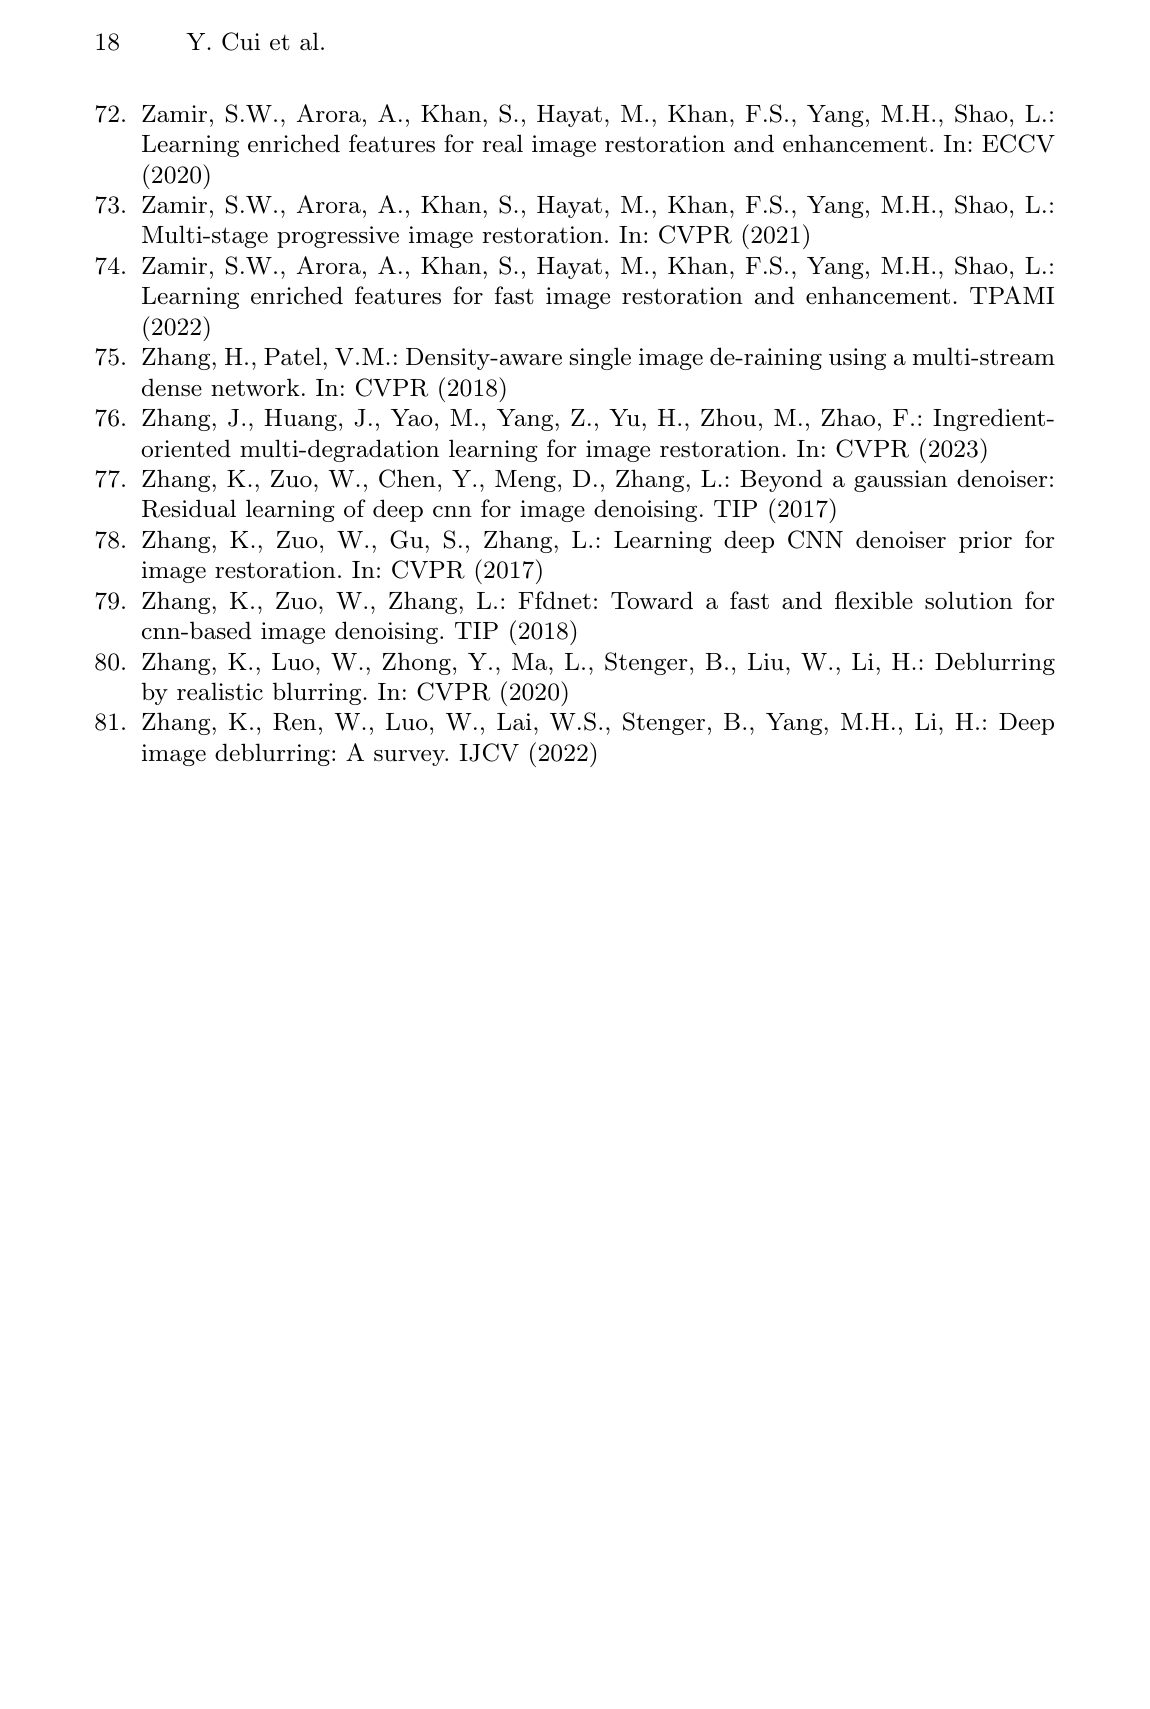 18 Y. Cui et al.
72. Zamir, S.W., Arora, A., Khan, S., Hayat, M., Khan, F.S., Yang, M.H., Shao, L.:
Learning enriched features for real image restoration and enhancement. In: ECCV
(2020)
73. Zamir, S.W., Arora, A., Khan, S., Hayat, M., Khan, F.S., Yang, M.H., Shao, L.:
Multi-stage progressive image restoration. In: CVPR (2021)
74. Zamir, S.W., Arora, A., Khan, S., Hayat, M., Khan, F.S., Yang, M.H., Shao, L.:
Learning enriched features for fast image restoration and enhancement. TPAMI
(2022)
75. Zhang, H., Patel, V.M.: Density-aware single image de-raining using a multi-stream
dense network. In: CVPR (2018)
76. Zhang, J., Huang, J., Yao, M., Yang, Z., Yu, H., Zhou, M., Zhao, F.: Ingredient-
oriented multi-degradation learning for image restoration. In: CVPR (2023)
77. Zhang, K., Zuo, W., Chen, Y., Meng, D., Zhang, L.: Beyond a gaussian denoiser:
Residual learning of deep cnn for image denoising. TIP (2017)
78. Zhang, K., Zuo, W., Gu, S., Zhang, L.: Learning deep CNN denoiser prior for
image restoration. In: CVPR (2017)
79. Zhang, K., Zuo, W., Zhang, L.: Ffdnet: Toward a fast and flexible solution for
cnn-based image denoising. TIP (2018)
80. Zhang, K., Luo, W., Zhong, Y., Ma, L., Stenger, B., Liu, W., Li, H.: Deblurring
by realistic blurring. In: CVPR (2020)
81. Zhang, K., Ren, W., Luo, W., Lai, W.S., Stenger, B., Yang, M.H., Li, H.: Deep
image deblurring: A survey. IJCV (2022)